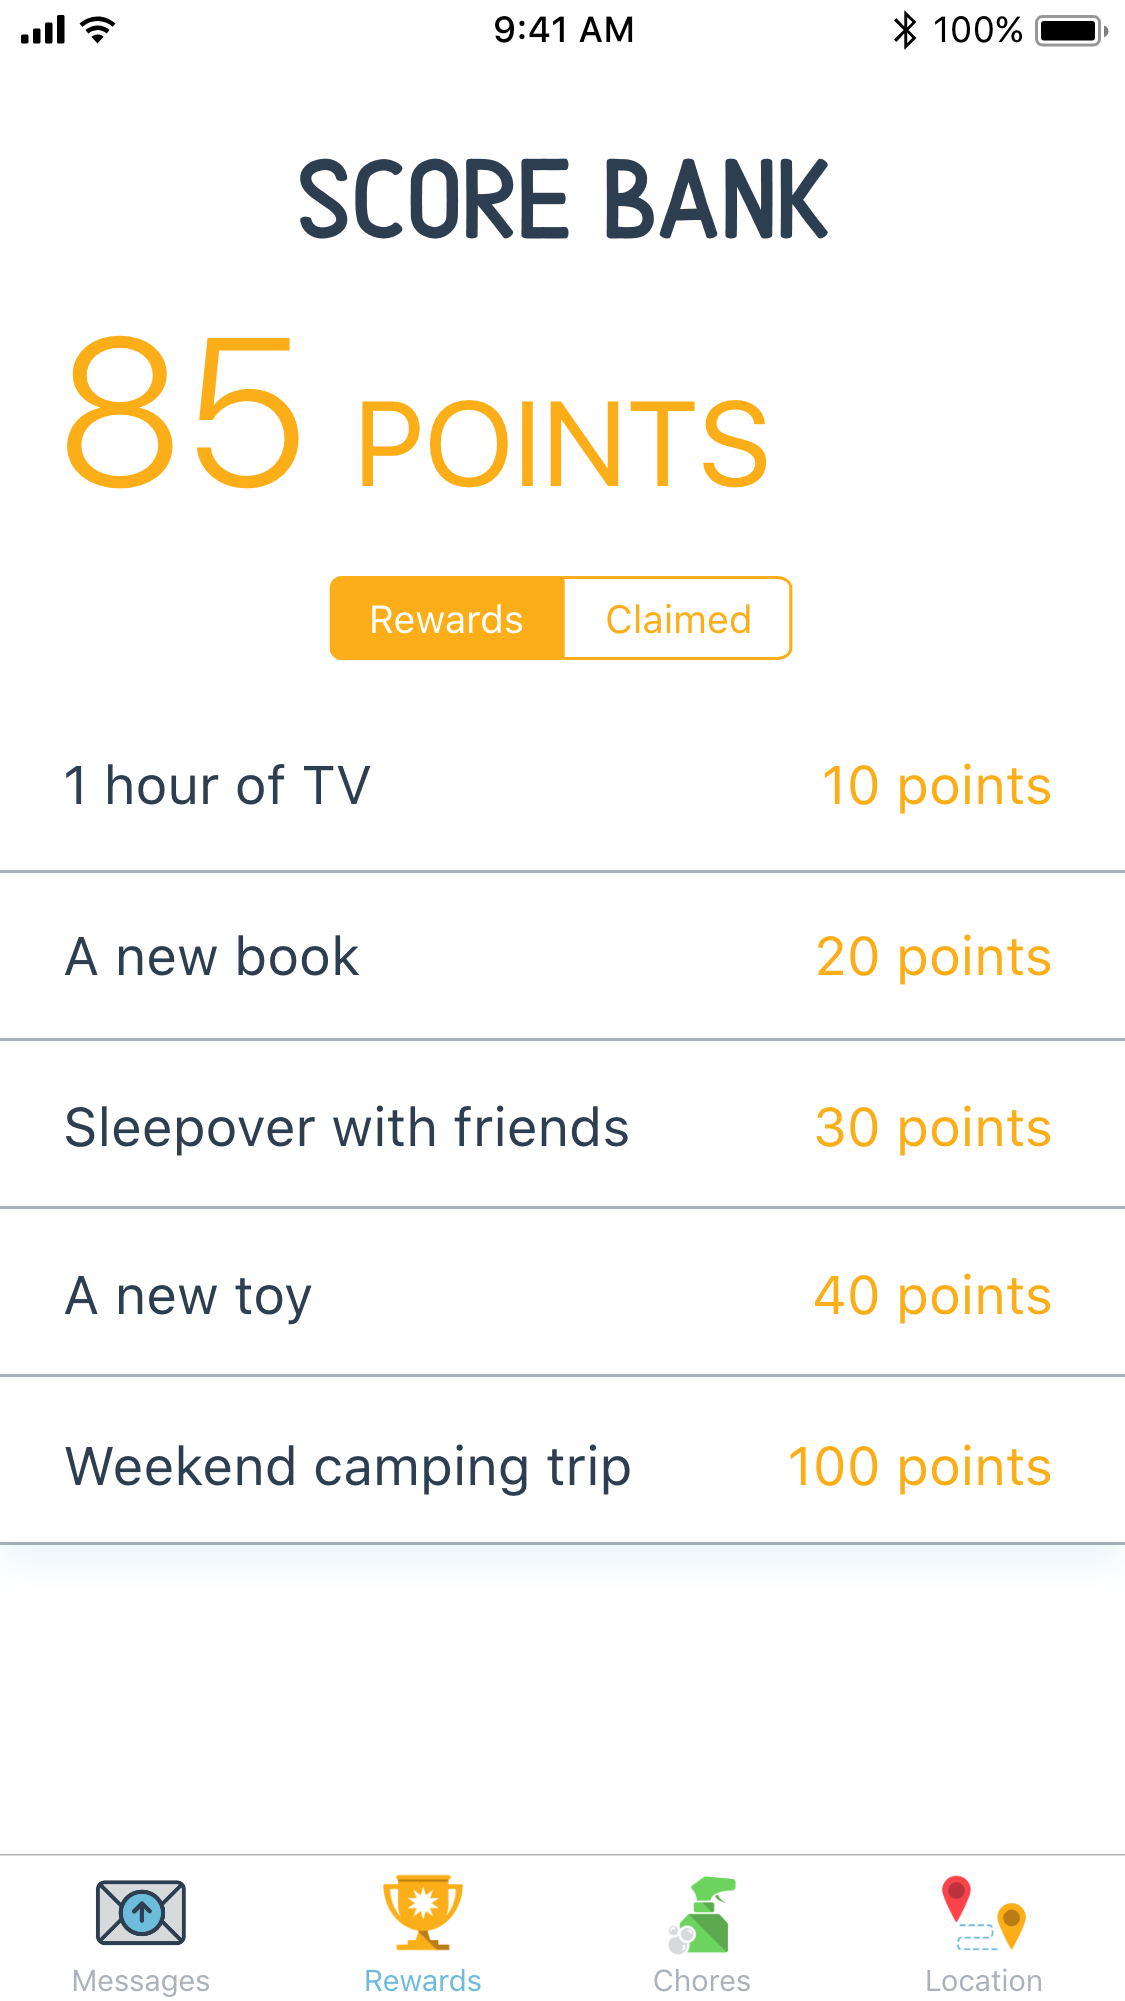 9:41 AM 100%
SCORE BANK
85 POINTS
Rewards Claimed
1 hour of TV 10 points
A new book 20 points
Sleepover with friends 30 points
A new toy 40 points
Weekend camping trip 100 points
Messages Rewards Chores Location